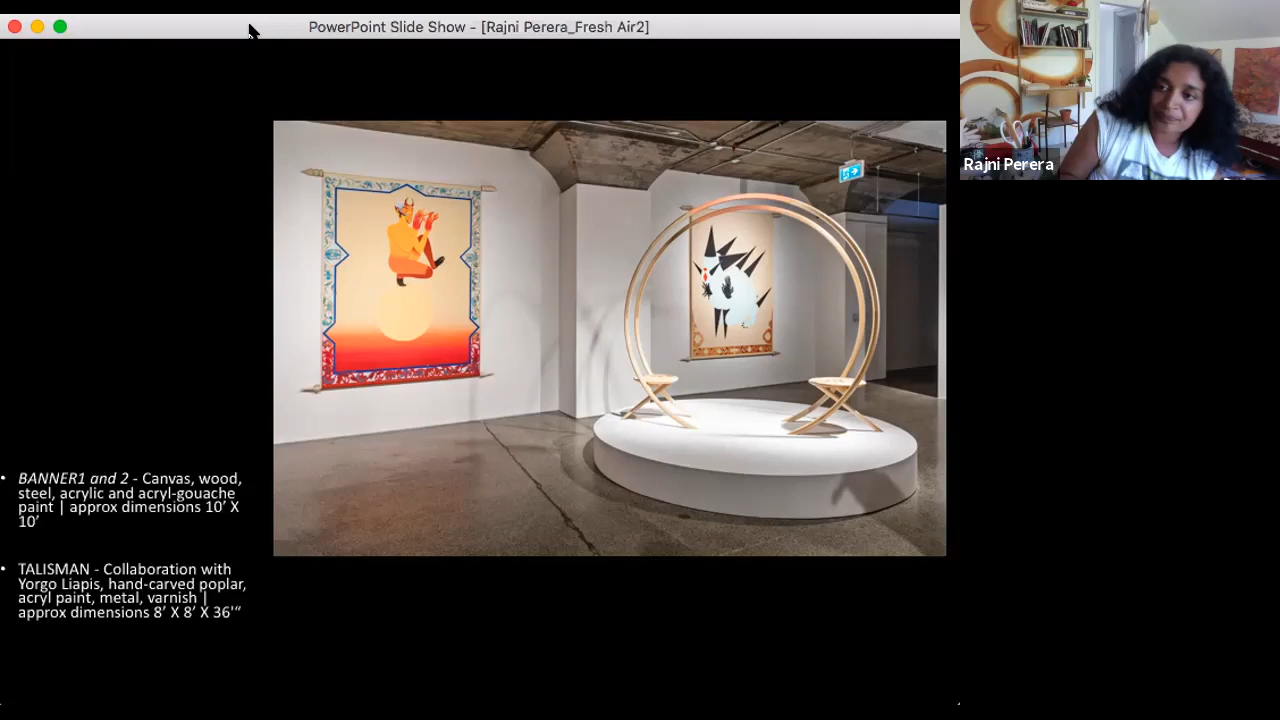 PowerPoint Slide Show - [Rajni Perera_Fresh Air2]
Rajni Perera
• BANNER1 and 2 - Canvas, wood,
steel, acrylic and acryl-gouache
paint | approx dimensions 10’ X
10’
• TALISMAN - Collaboration with
Yorgo Liapis, hand-carved poplar,
acryl paint, metal, varnish |
approx dimensions 8’ X 8’ X 36'”